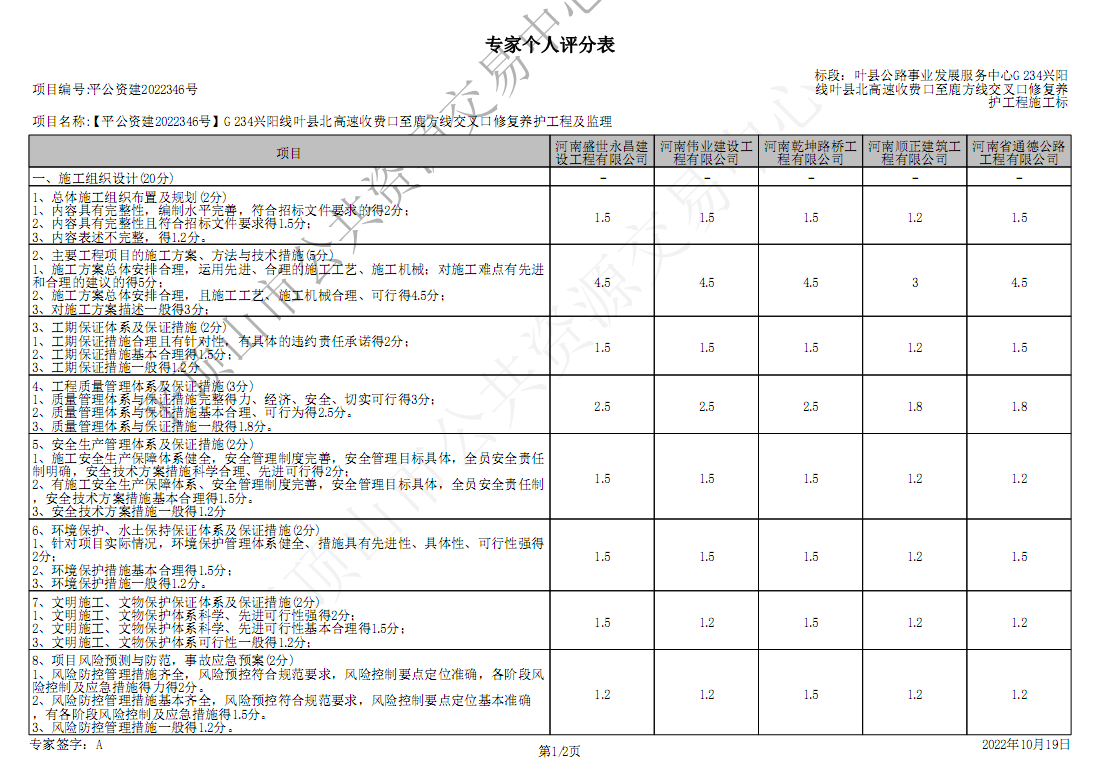 专家个人评分表
项目编号:平公资建2022346号
标段：叶县公路事业发展服务中心G 234兴阳
线叶县北高速收费口至鹿方线交叉口修复养
护工程施工标
项目名称:【平公资建2022346号】G 234兴阳线叶县北高速收费口至鹿方线交叉口修复养护工程及监理
项目
河南盛世永昌建
设工程有限公司
河南伟业建设工
程有限公司
河南乾坤路桥工
程有限公司
河南顺正建筑工
程有限公司
河南省通德公路
工程有限公司
一、施工组织设计(20分)
- - - - -
1、总体施工组织布置及规划(2分)
1、内容具有完整性，编制水平完善，符合招标文件要求的得2分；
2、内容具有完整性且符合招标文件要求得1.5分；
3、内容表述不完整，得1.2分。
1.5 1.5 1.5 1.2 1.5
2、主要工程项目的施工方案、方法与技术措施(5分)
1、施工方案总体安排合理，运用先进、合理的施工工艺、施工机械；对施工难点有先进
和合理的建议的得5分；
2、施工方案总体安排合理，且施工工艺、施工机械合理、可行得4.5分；
3、对施工方案描述一般得3分；
4.5 4.5 4.5 3 4.5
3、工期保证体系及保证措施(2分)
1、工期保证措施合理且有针对性，有具体的违约责任承诺得2分；
2、工期保证措施基本合理得1.5分；
3、工期保证措施一般得1.2分
1.5 1.5 1.5 1.2 1.5
4、工程质量管理体系及保证措施(3分)
1、质量管理体系与保证措施完整得力、经济、安全、切实可行得3分；
2、质量管理体系与保证措施基本合理、可行为得2.5分。
3、质量管理体系与保证措施一般得1.8分。
2.5 2.5 2.5 1.8 1.8
5、安全生产管理体系及保证措施(2分)
1、施工安全生产保障体系健全，安全管理制度完善，安全管理目标具体，全员安全责任
制明确，安全技术方案措施科学合理、先进可行得2分；
2、有施工安全生产保障体系、安全管理制度完善，安全管理目标具体，全员安全责任制
，安全技术方案措施基本合理得1.5分。
3、安全技术方案措施一般得1.2分
1.5 1.5 1.5 1.2 1.2
6、环境保护、水土保持保证体系及保证措施(2分)
1、针对项目实际情况，环境保护管理体系健全、措施具有先进性、具体性、可行性强得
2分；
2、环境保护措施基本合理得1.5分；
3、环境保护措施一般得1.2分。
1.5 1.5 1.5 1.2 1.5
7、文明施工、文物保护保证体系及保证措施(2分)
1、文明施工、文物保护体系科学、先进可行性强得2分；
2、文明施工、文物保护体系科学、先进可行性基本合理得1.5分；
3、文明施工、文物保护体系可行性一般得1.2分；
1.5 1.2 1.5 1.2 1.2
8、项目风险预测与防范，事故应急预案(2分)
1、风险防控管理措施齐全，风险预控符合规范要求，风险控制要点定位准确，各阶段风
险控制及应急措施得力得2分。
2、风险防控管理措施基本齐全，风险预控符合规范要求，风险控制要点定位基本准确
，有各阶段风险控制及应急措施得1.5分。
3、风险防控管理措施一般得1.2分。
1.2 1.2 1.5 1.2 1.2
专家签字：A
第1/2页
2022年10月19日
顶山市公共资源交易中心
顶山市公共资源交易中心